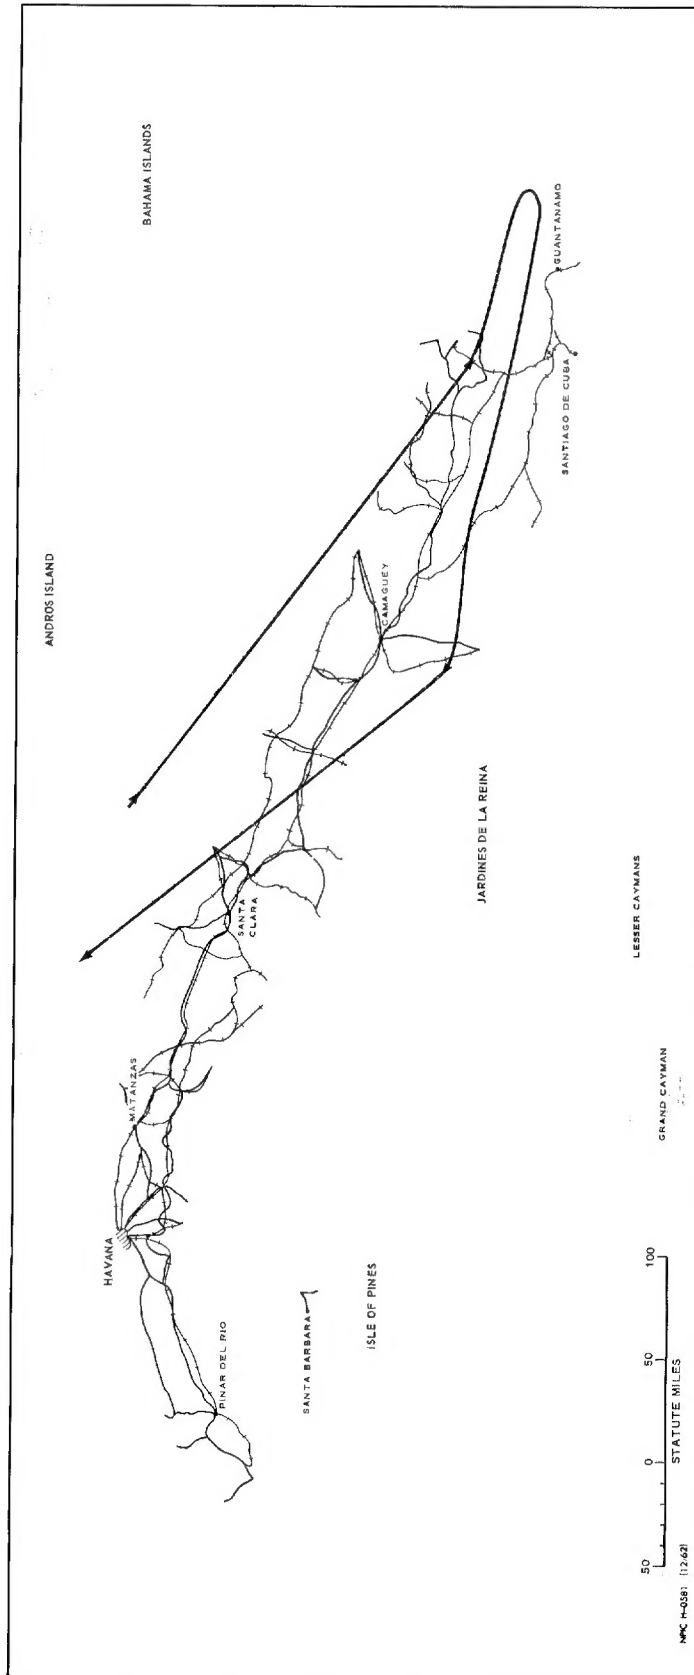 BAHAMA ISLANDS
ANDROS ISLAND
GUANTANAMO
SANTIAGO DE CUBA
CAMAGUEY
JARDINES DE LA REINA
SANTA
CLARA
LESSER CAYMANS
MATANZAS
GRAND CAYMAN
HAVANA
PINAR DEL RIO
SANTA BARBARA
ISLE OF PINES
50 0 50 100
STATUTE MILES
NPIC H-0581 (12-62)